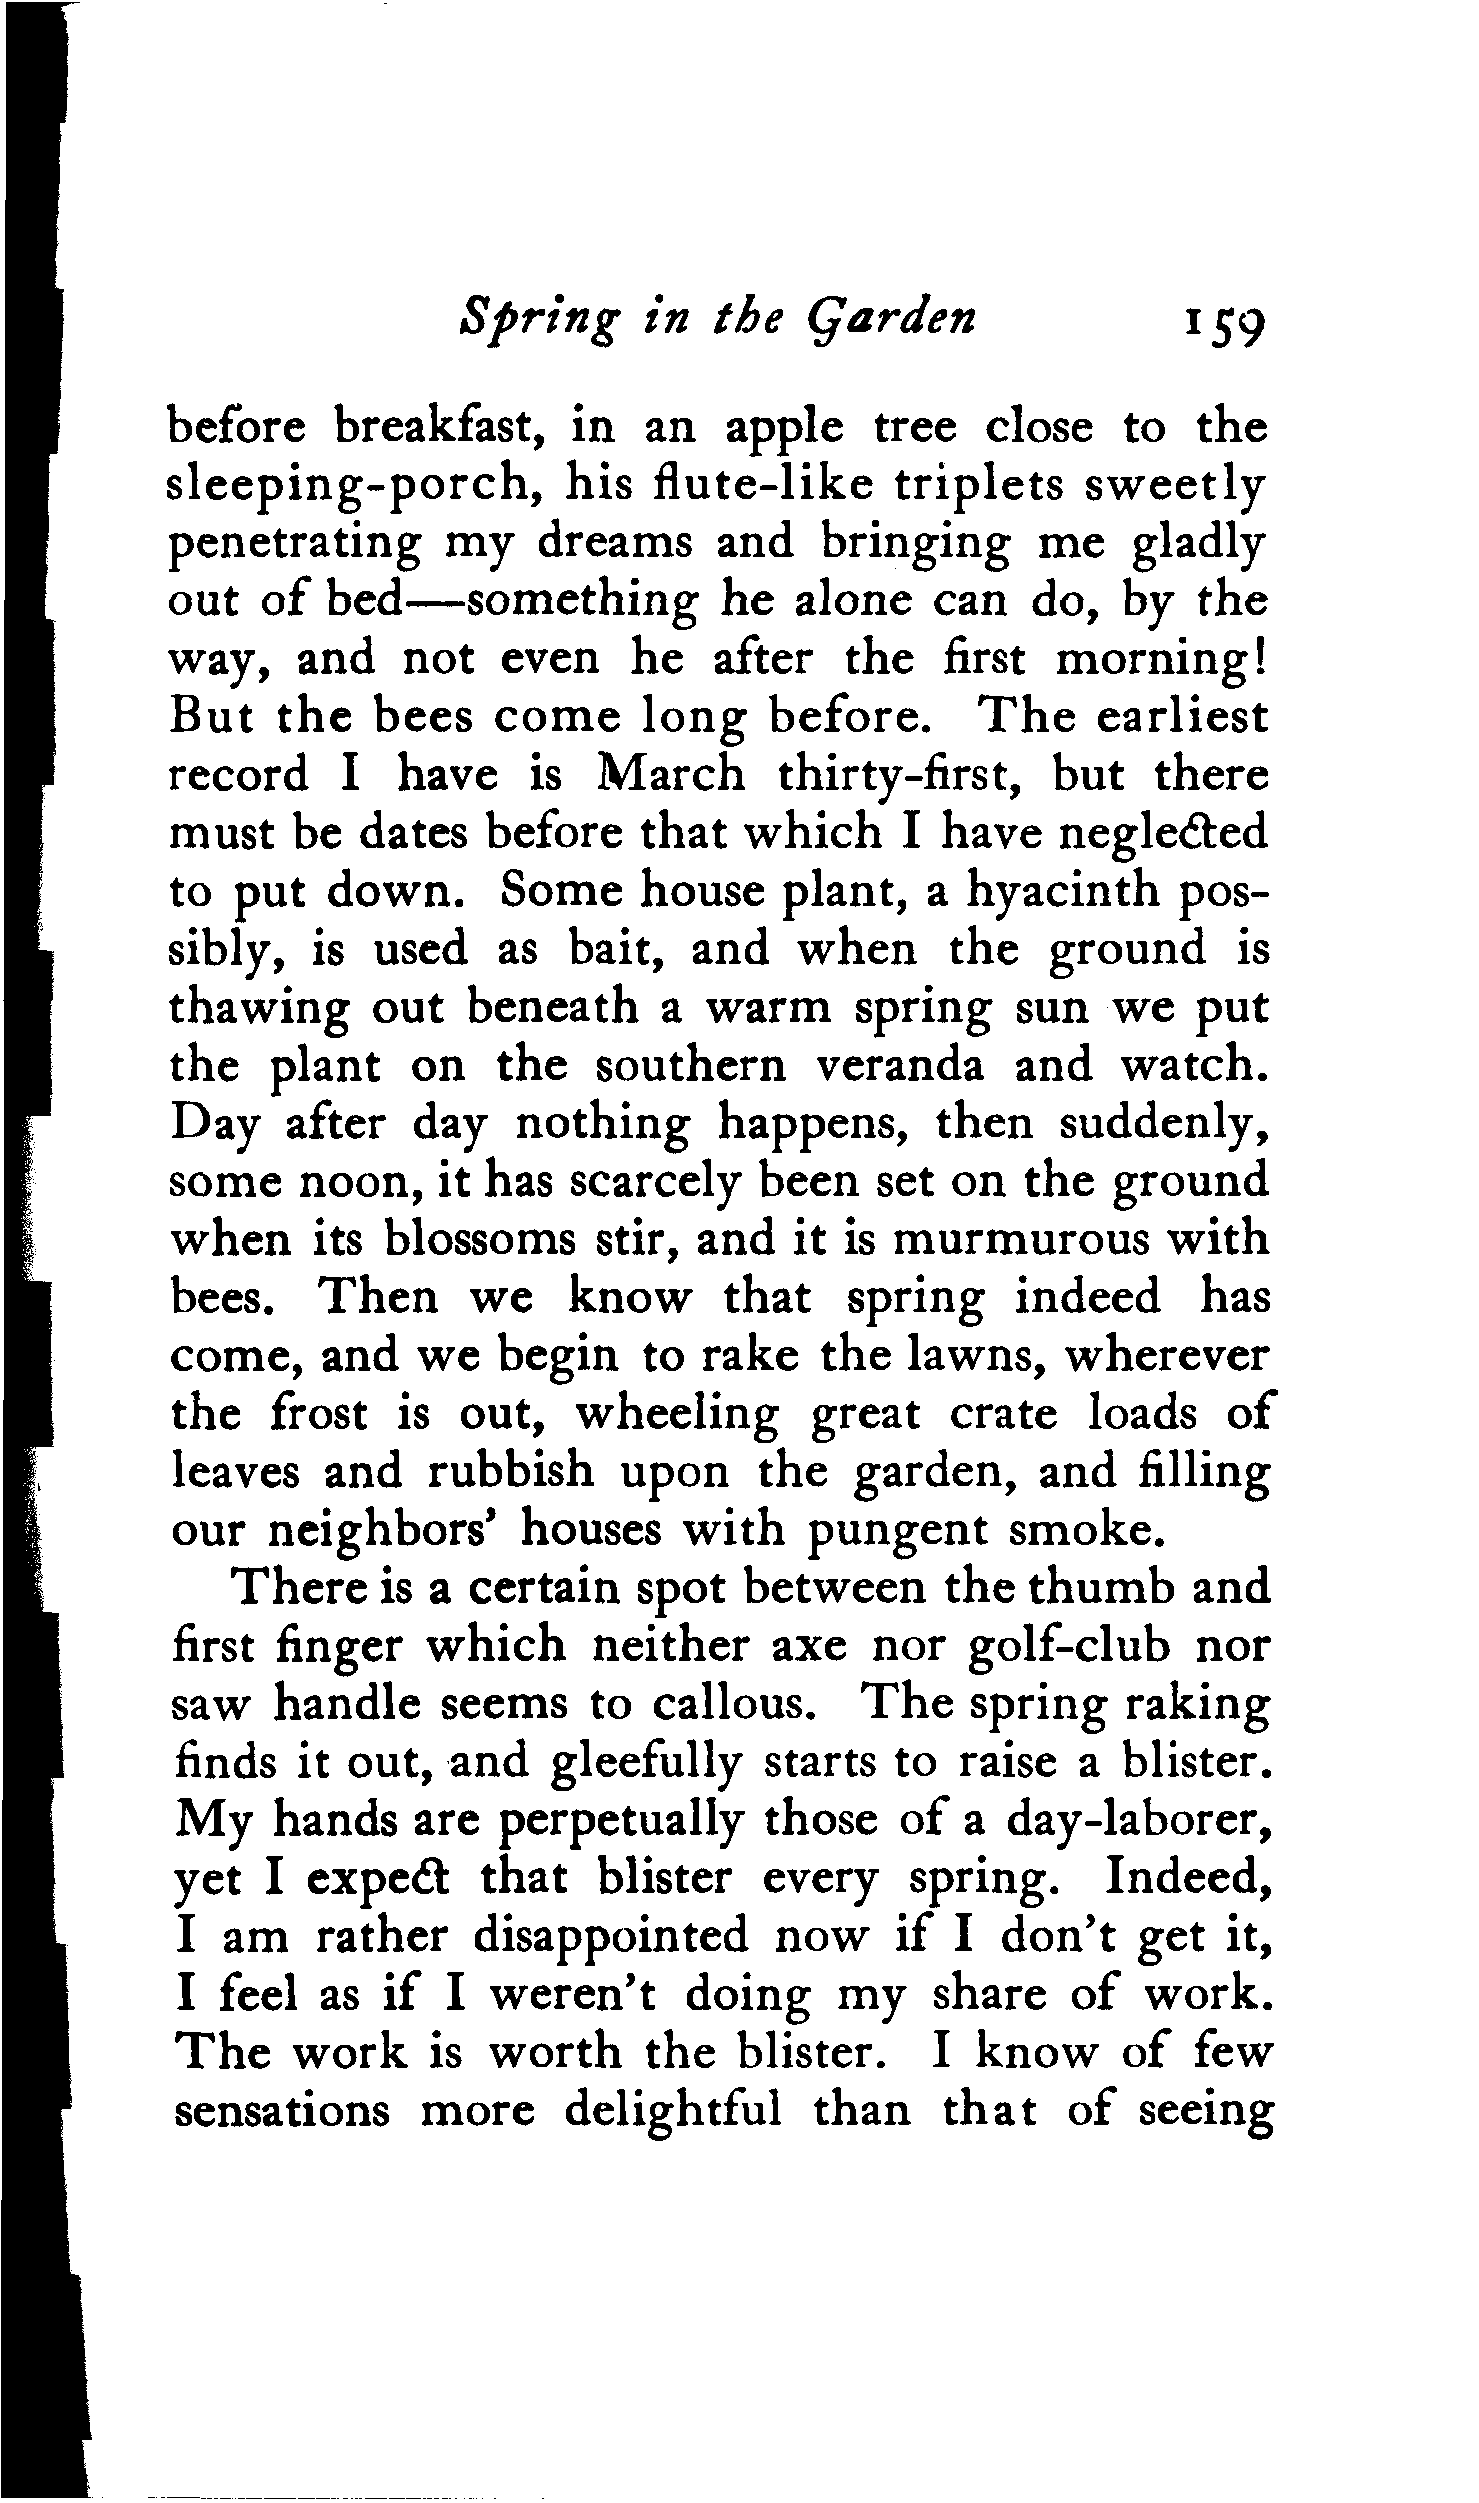 Spring in the Garden 159
before breakfast, in an apple tree close to the
sleeping-porch, his flute-like triplets sweetly
penetrating my dreams and bringing me gladly
out of bed—something he alone can do, by the
way, and not even he after the first morning!
But the bees come long before. The earliest
record I have is March thirty-first, but there
must be dates before that which I have neglected
to put down. Some house plant, a hyacinth pos-
sibly, is used as bait, and when the ground is
thawing out beneath a warm spring sun we put
the plant on the southern veranda and watch.
Day after day nothing happens, then suddenly,
some noon, it has scarcely been set on the ground
when its blossoms stir, and it is murmurous with
bees. Then we know that spring indeed has
come, and we begin to rake the lawns, wherever
the frost is out, wheeling great crate loads of
leaves and rubbish upon the garden, and filling
our neighbors' houses with pungent smoke.
There is a certain spot between the thumb and
first finger which neither axe nor golf-club nor
saw handle seems to callous. The spring raking
finds it out, and gleefully starts to raise a blister.
My hands are perpetually those of a day-laborer,
yet I expect that blister every spring. Indeed,
I am rather disappointed now if I don't get it,
I feel as if I weren't doing my share of work.
The work is worth the blister. I know of few
sensations more delightful than that of seeing